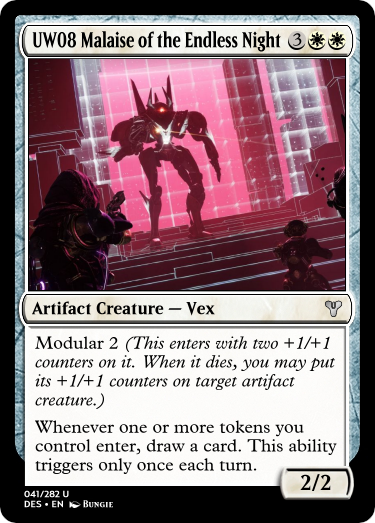 UW08 Malaise of the Endless Night 3
Artifact Creature — Vex
Modular 2 (This enters with two +1/+1
counters on it. When it dies, you may put
its +1/+1 counters on target artifact
creature.)
Whenever one or more tokens you
control enter, draw a card. This ability
triggers only once each turn.
2/2
041/282 U
DES • EN Bungie